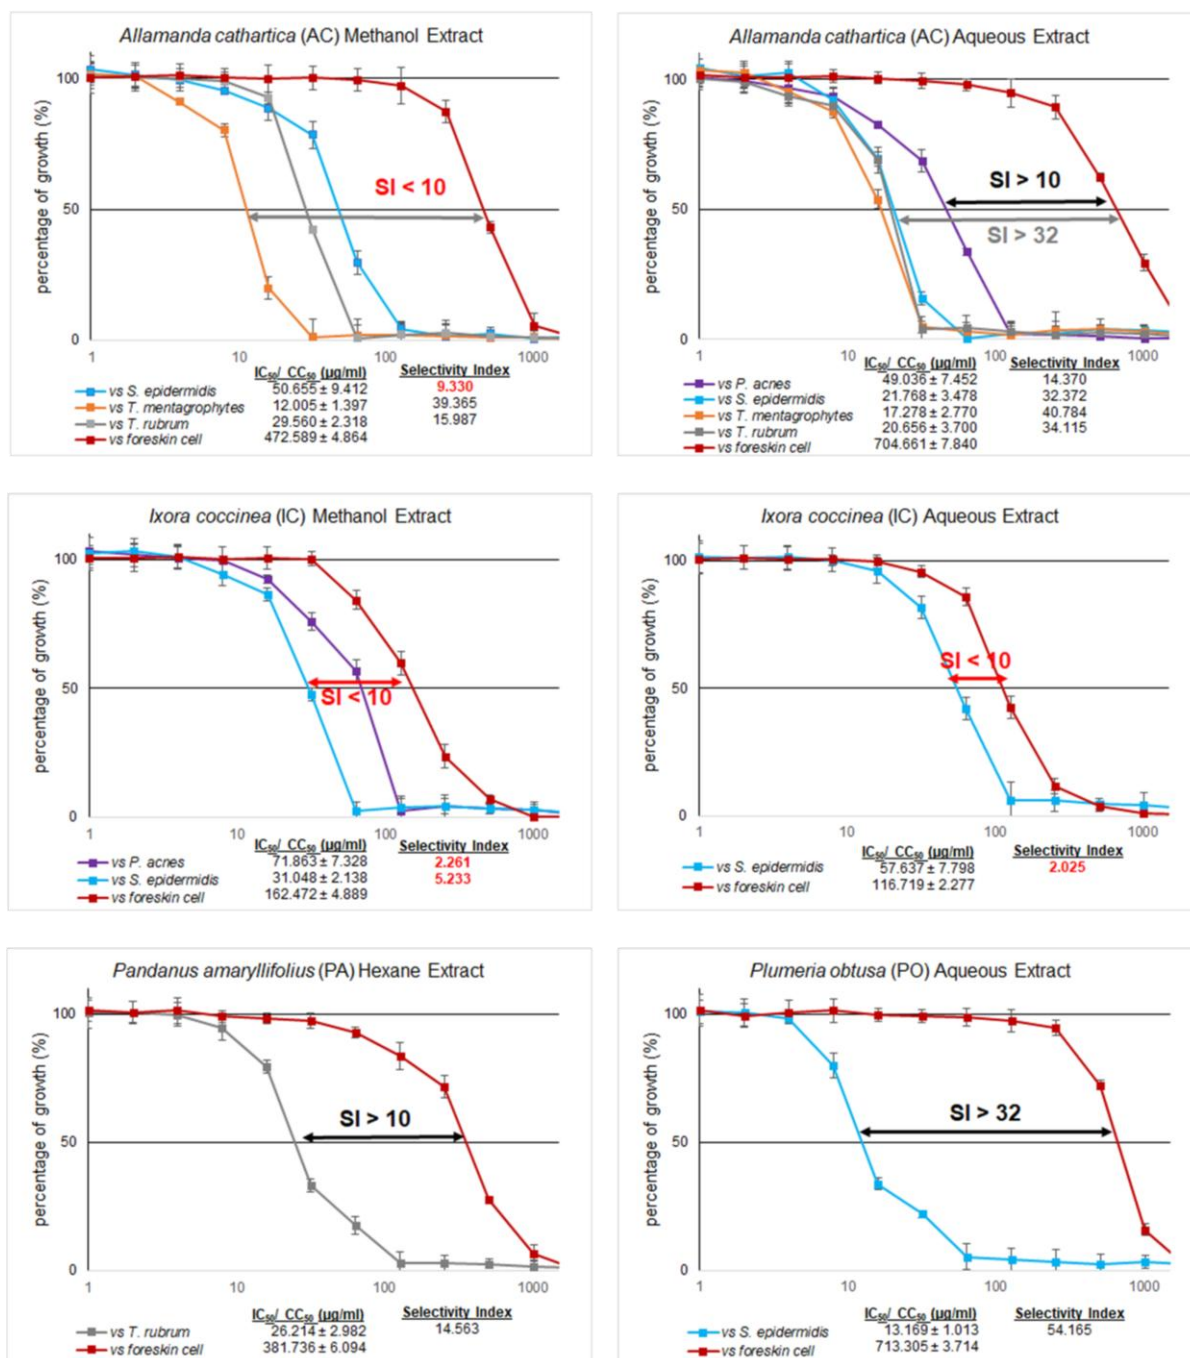 Allamanda cathartica (AC) Methanol Extract
percentage of growth (%)
100
50
0
SI < 10
1 10 100 1000
IC50/ CC50 (µg/ml) Selectivity Index
vs S. epidermidis 50.655 ± 9.412 9.330
vs T. mentagrophytes 12.005 ± 1.397 39.365
vs T. rubrum 29.560 ± 2.318 15.987
vs foreskin cell 472.589 ± 4.864
Allamanda cathartica (AC) Aqueous Extract
percentage of growth (%)
100
50
0
SI > 10
SI > 32
1 10 100 1000
IC50/ CC50 (µg/ml) Selectivity Index
vs P. acnes 49.036 ± 7.452 14.370
vs S. epidermidis 21.768 ± 3.478 32.372
vs T. mentagrophytes 17.278 ± 2.770 40.784
vs T. rubrum 20.656 ± 3.700 34.115
vs foreskin cell 704.661 ± 7.840
Ixora coccinea (IC) Methanol Extract
percentage of growth (%)
100
50
0
SI < 10
1 10 100 1000
IC50/ CC50 (µg/ml) Selectivity Index
vs P. acnes 71.863 ± 7.328 2.261
vs S. epidermidis 31.048 ± 2.138 5.233
vs foreskin cell 162.472 ± 4.889
Ixora coccinea (IC) Aqueous Extract
percentage of growth (%)
100
50
0
SI < 10
1 10 100 1000
IC50/ CC50 (µg/ml) Selectivity Index
vs S. epidermidis 57.637 ± 7.798 2.025
vs foreskin cell 116.719 ± 2.277
Pandanus amaryllifolius (PA) Hexane Extract
percentage of growth (%)
100
50
0
SI > 10
1 10 100 1000
IC50/ CC50 (µg/ml) Selectivity Index
vs T. rubrum 26.214 ± 2.982 14.563
vs foreskin cell 381.736 ± 6.094
Plumeria obtusa (PO) Aqueous Extract
percentage of growth (%)
100
50
0
SI > 32
1 10 100 1000
IC50/ CC50 (µg/ml) Selectivity Index
vs S. epidermidis 13.169 ± 1.013 54.165
vs foreskin cell 713.305 ± 3.714